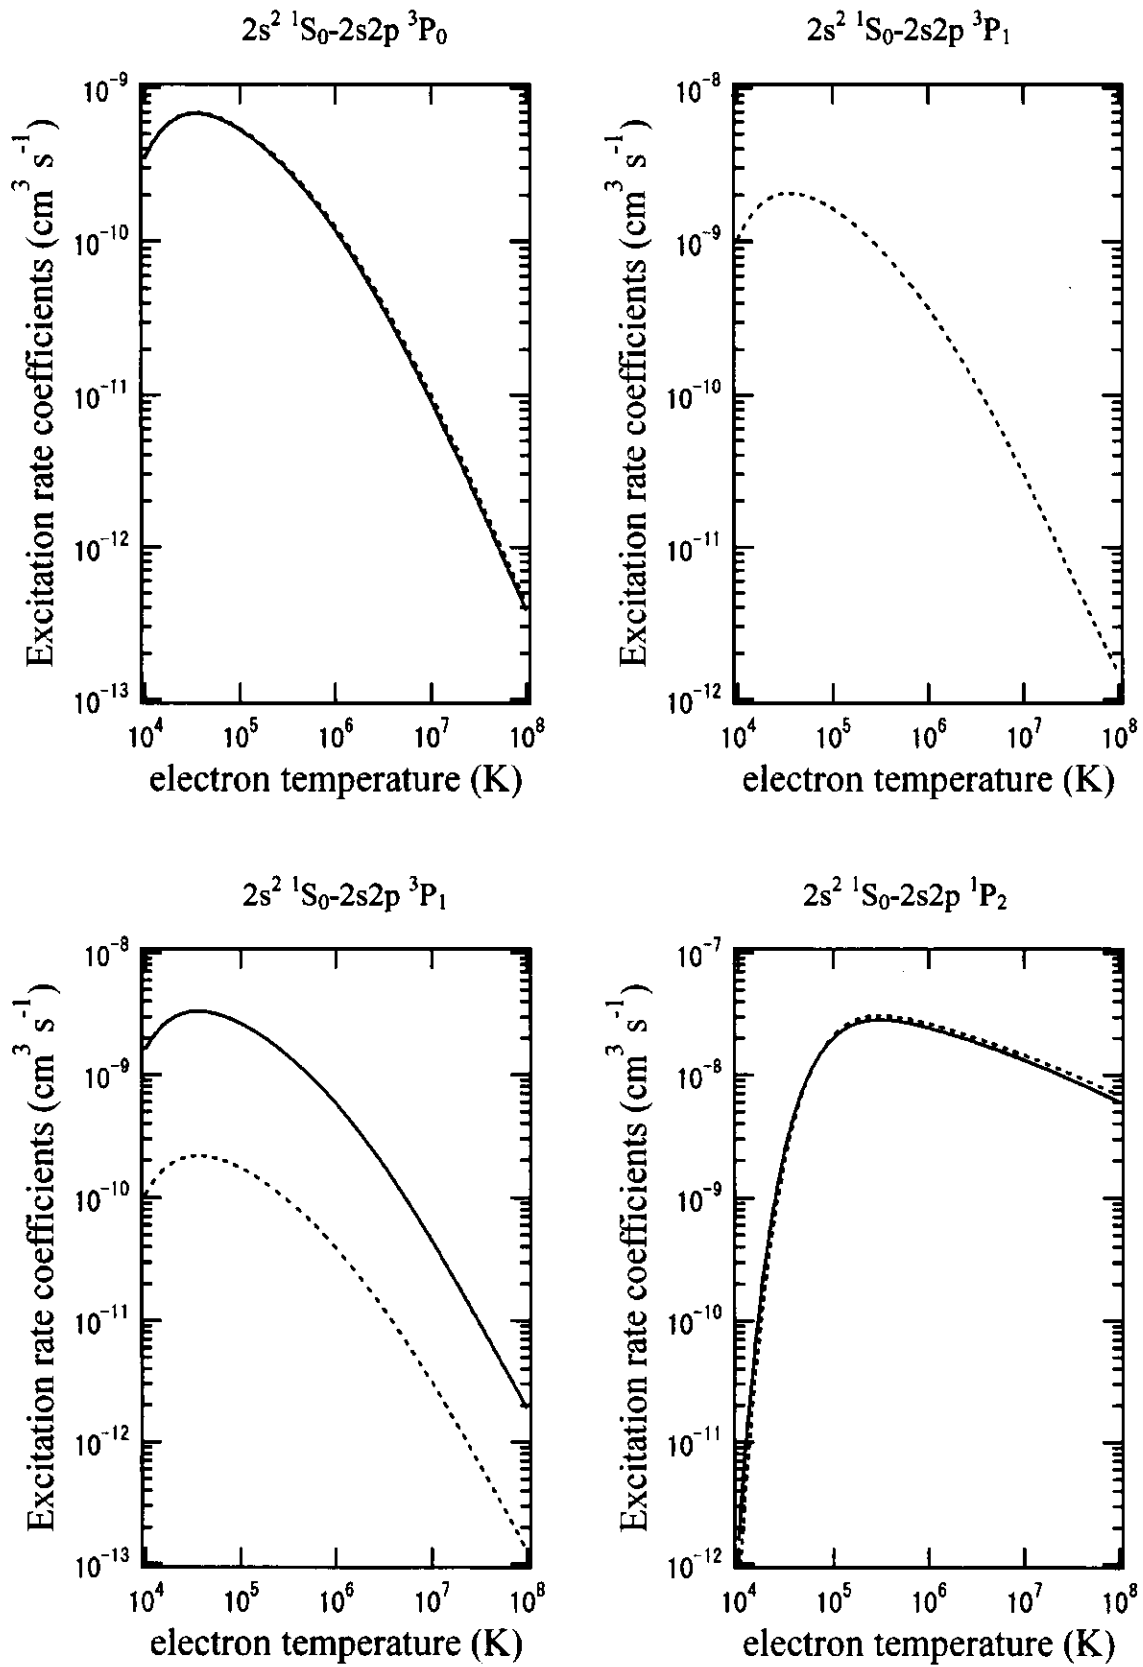 2s² ¹S₀-2s2p ³P₀
Excitation rate coefficients (cm³ s⁻¹)
10⁻⁹
10⁻¹⁰
10⁻¹¹
10⁻¹²
10⁻¹³
10⁴ 10⁵ 10⁶ 10⁷ 10⁸
electron temperature (K)
2s² ¹S₀-2s2p ³P₁
Excitation rate coefficients (cm³ s⁻¹)
10⁻⁸
10⁻⁹
10⁻¹⁰
10⁻¹¹
10⁻¹²
10⁴ 10⁵ 10⁶ 10⁷ 10⁸
electron temperature (K)
2s² ¹S₀-2s2p ³P₁
Excitation rate coefficients (cm³ s⁻¹)
10⁻⁸
10⁻⁹
10⁻¹⁰
10⁻¹¹
10⁻¹²
10⁻¹³
10⁴ 10⁵ 10⁶ 10⁷ 10⁸
electron temperature (K)
2s² ¹S₀-2s2p ¹P₂
Excitation rate coefficients (cm³ s⁻¹)
10⁻⁷
10⁻⁸
10⁻⁹
10⁻¹⁰
10⁻¹¹
10⁻¹²
10⁴ 10⁵ 10⁶ 10⁷ 10⁸
electron temperature (K)